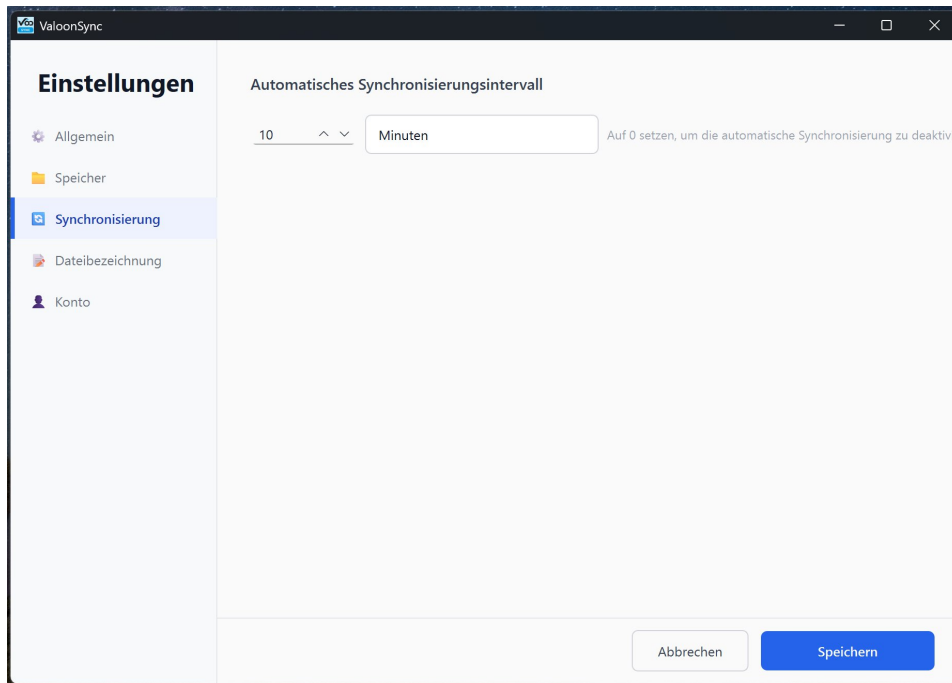 ValoonSync
Einstellungen
Allgemein
Speicher
Synchronisierung
Dateibezeichnung
Konto
Automatisches Synchronisierungsintervall
10 Minuten Auf 0 setzen, um die automatische Synchronisierung zu deaktiv
Abbrechen Speichern